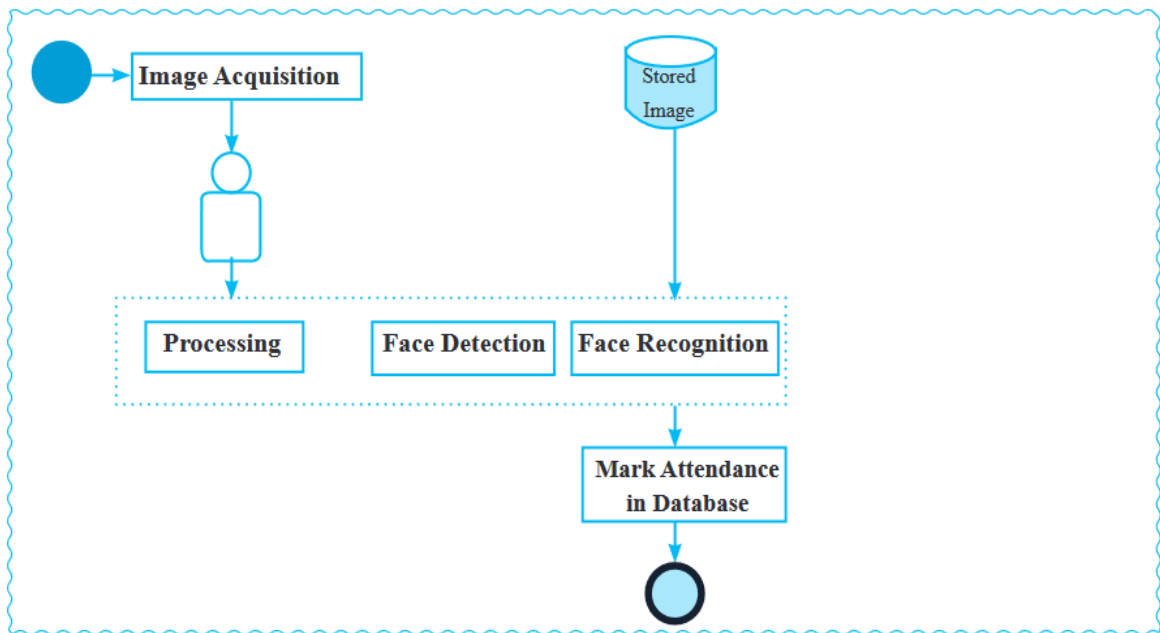 Image Acquisition
Stored
Image
Processing
Face Detection
Face Recognition
Mark Attendance
in Database